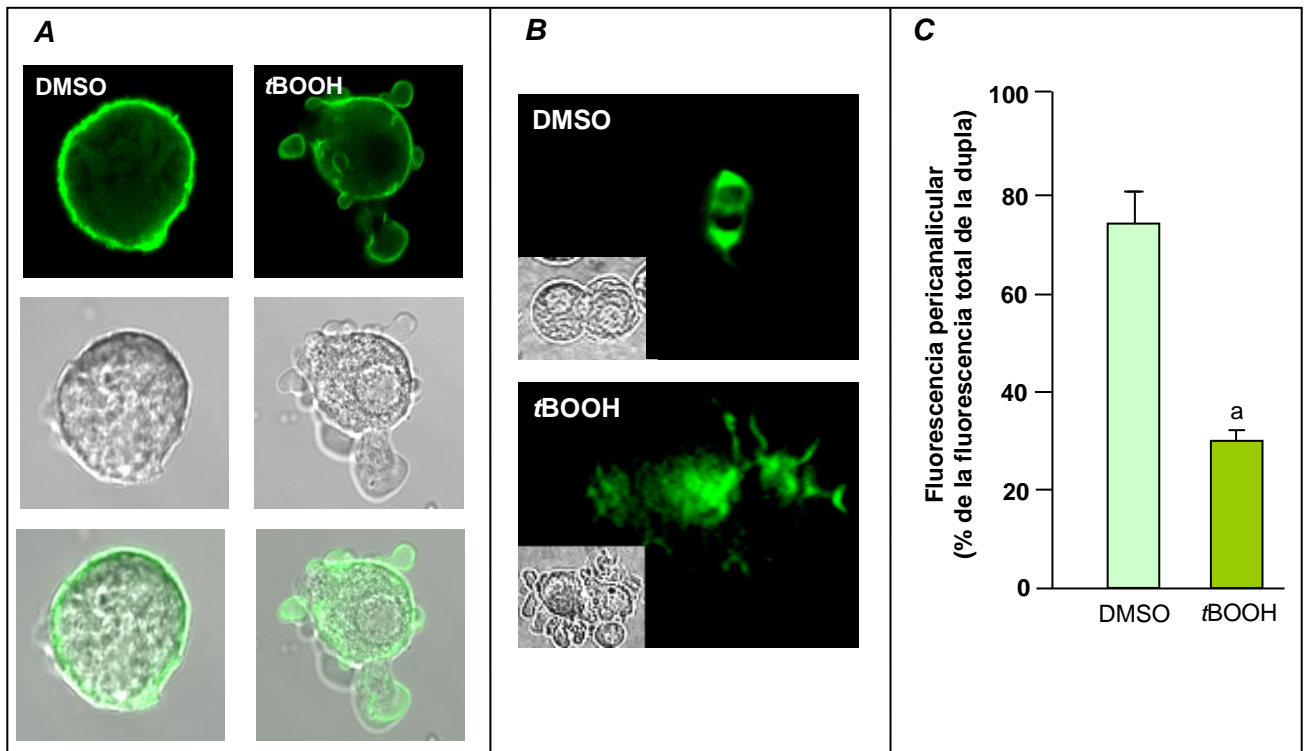 A
DMSO
tBOOH
B
DMSO
tBOOH
C
Fluorescencia pericanalicular
(% de la fluorescencia total de la dupla)
100
80
60
40
20
0
a
DMSO
tBOOH